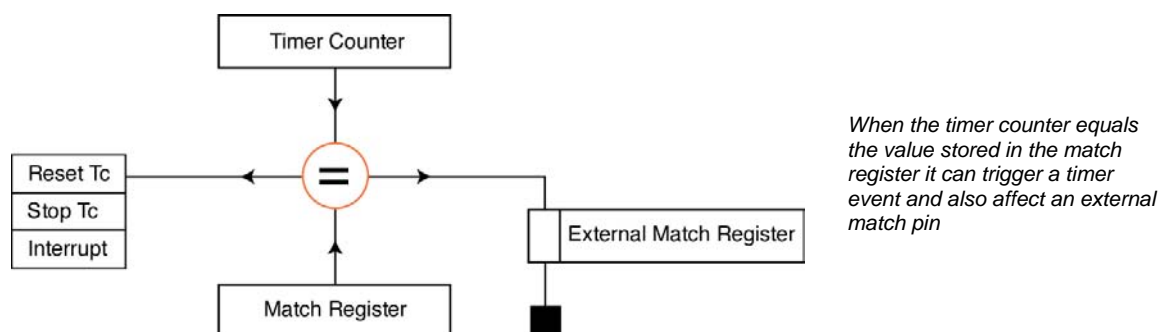 Timer Counter
Reset Tc
Stop Tc
Interrupt
=
External Match Register
Match Register
When the timer counter equals
the value stored in the match
register it can trigger a timer
event and also affect an external
match pin